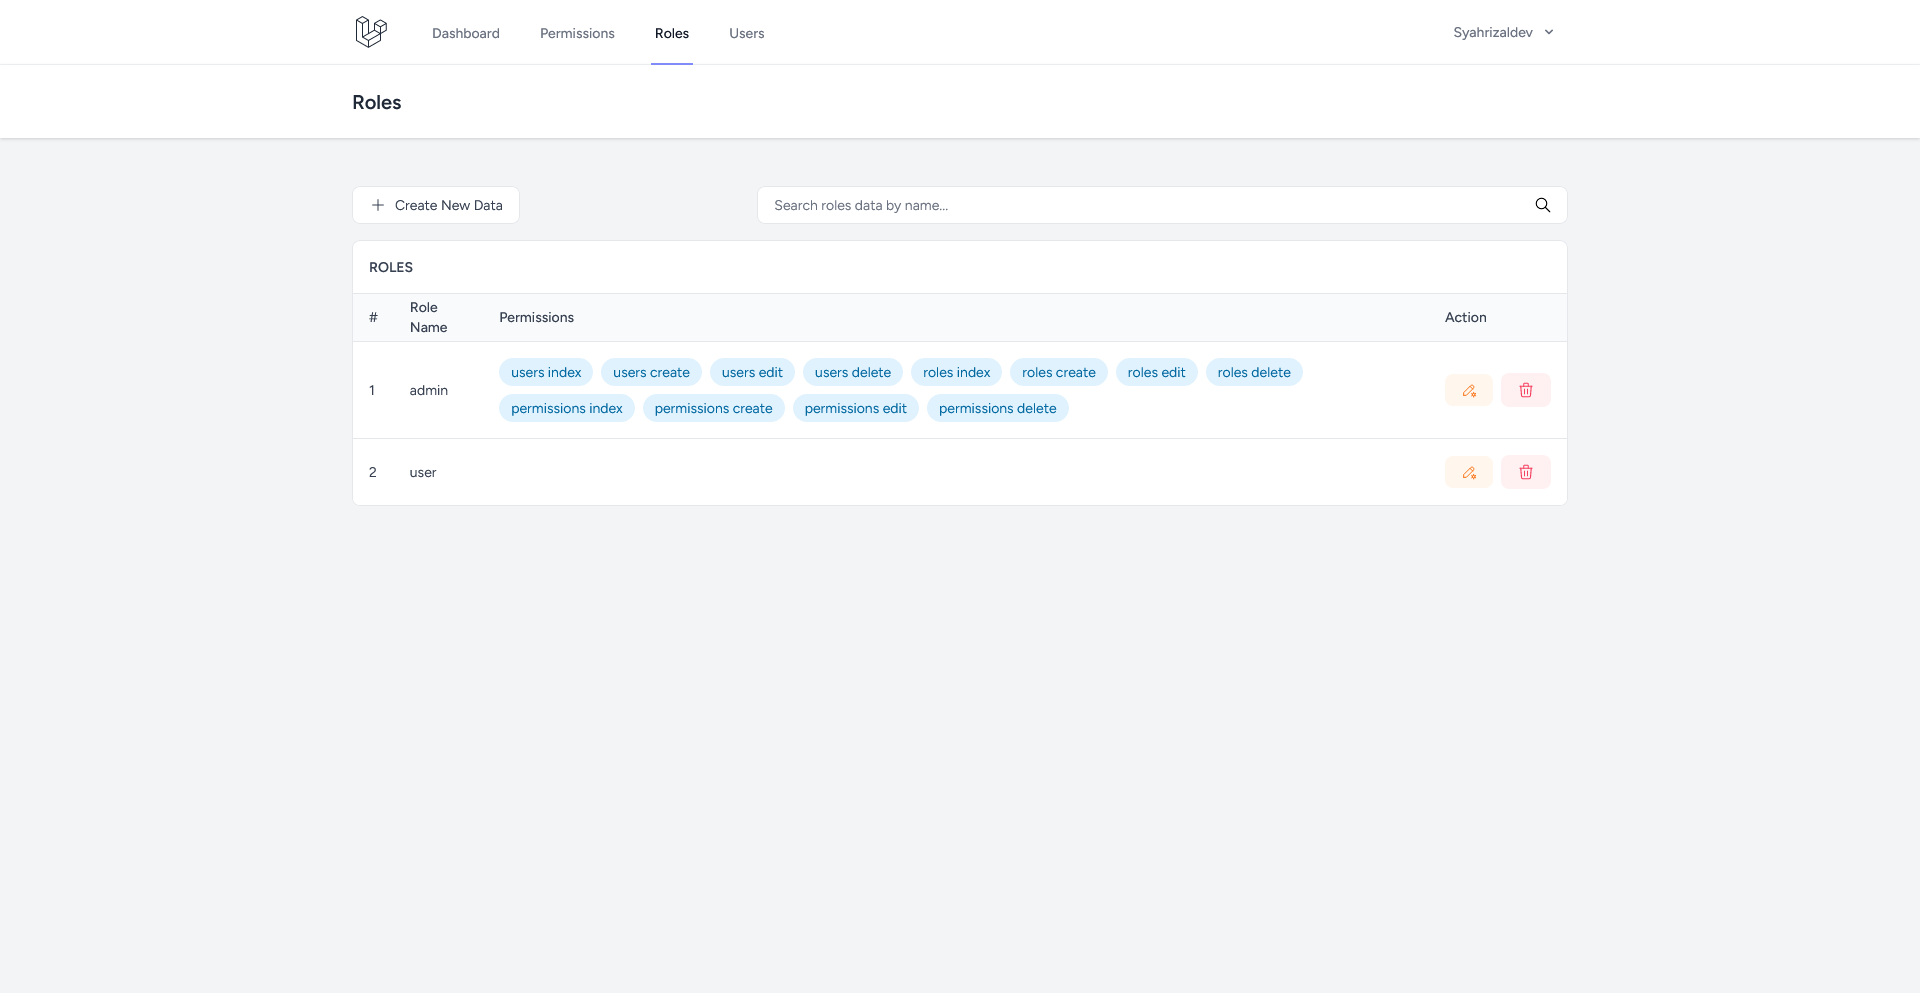 Dashboard Permissions Roles Users Syahrizaldev
Roles
Create New Data
Search roles data by name...
ROLES
# Role Name Permissions Action
1 admin users index users create users edit users delete roles index roles create roles edit roles delete
permissions index permissions create permissions edit permissions delete
2 user